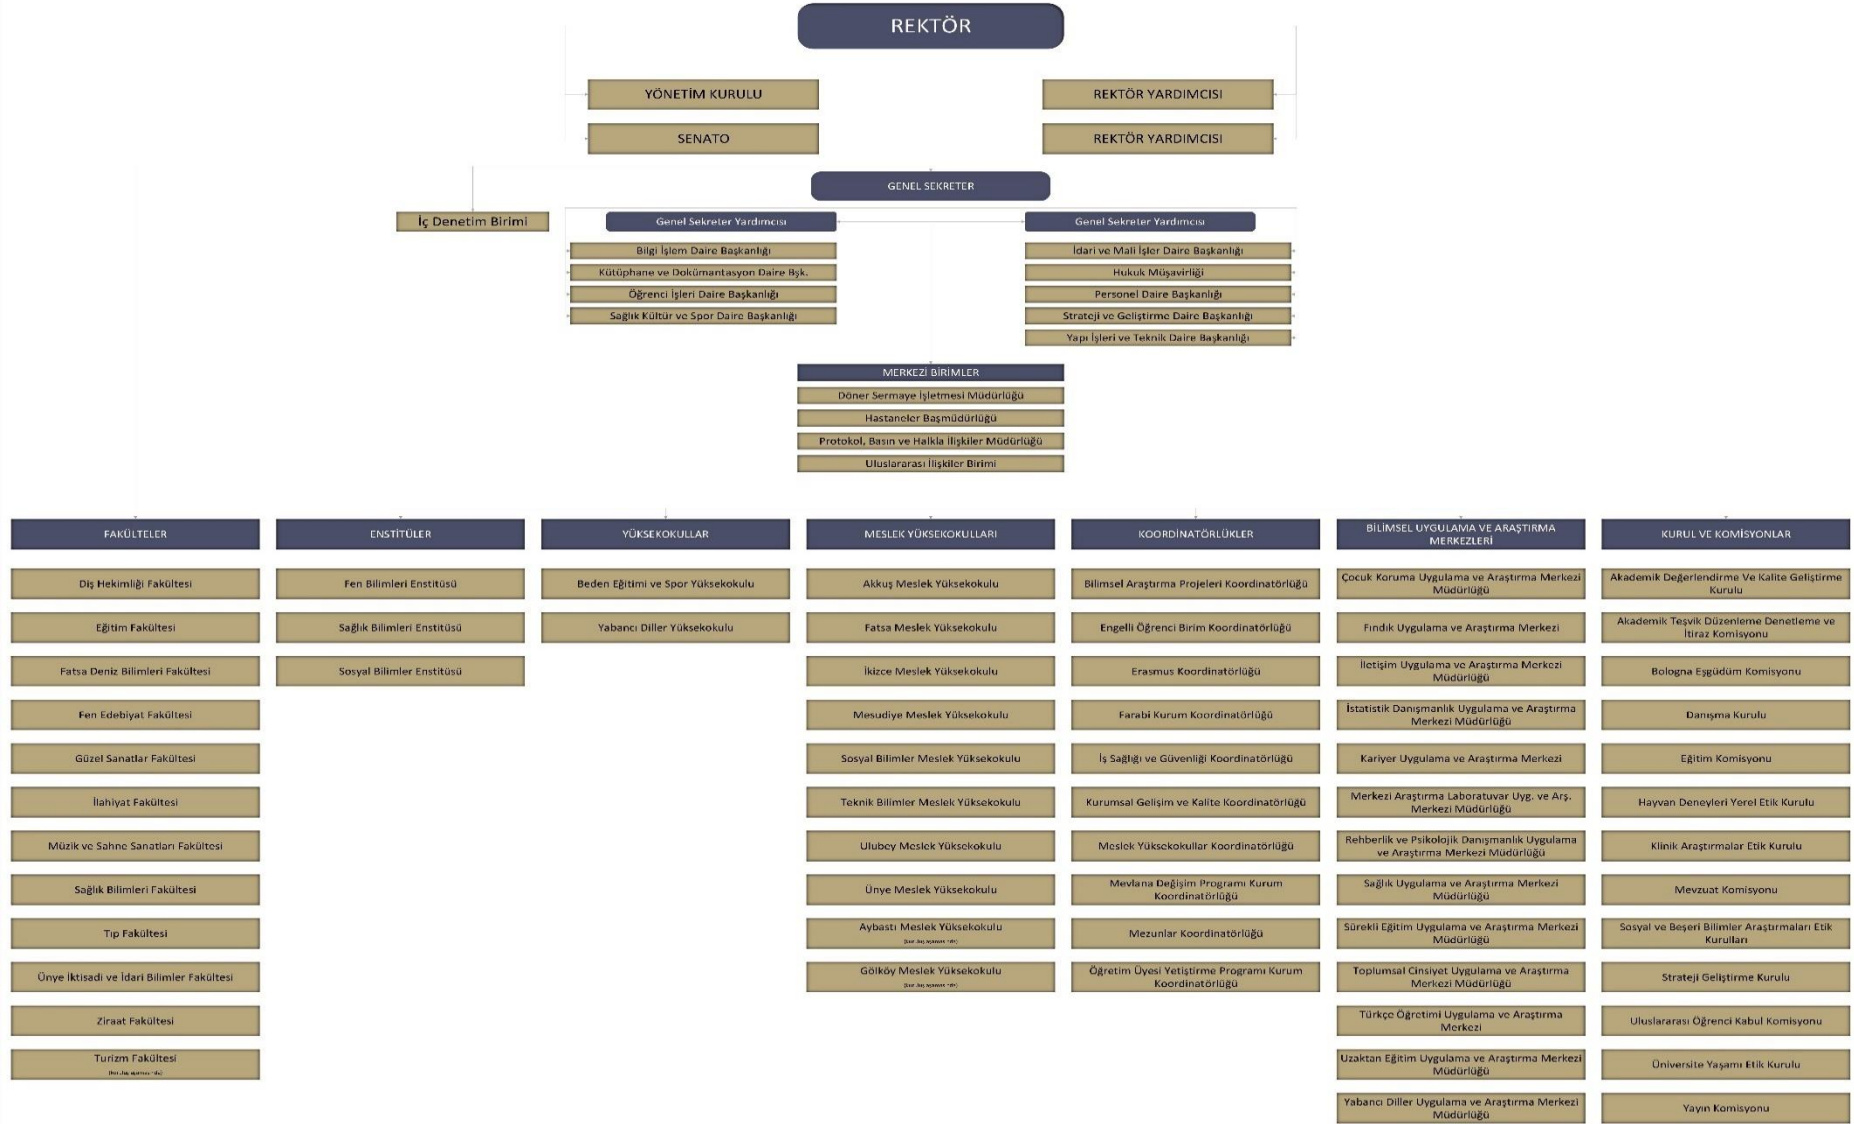 REKTÖR
YÖNETİM KURULU
REKTÖR YARDIMCISI
SENATO
REKTÖR YARDIMCISI
GENEL SEKRETER
İç Denetim Birimi
Genel Sekreter Yardımcısı
Genel Sekreter Yardımcısı
Bilgi İşlem Daire Başkanlığı
Kütüphane ve Dokümantasyon Daire Bşk.
Öğrenci İşleri Daire Başkanlığı
Sağlık Kültür ve Spor Daire Başkanlığı
İdari ve Mali İşler Daire Başkanlığı
Hukuk Müşavirliği
Personel Daire Başkanlığı
Strateji ve Geliştirme Daire Başkanlığı
Yapı İşleri ve Teknik Daire Başkanlığı
MERKEZİ BİRİMLER
Döner Sermaye İşletmesi Müdürlüğü
Hastaneler Başmüdürlüğü
Protokol, Basın ve Halkla İlişkiler Müdürlüğü
Uluslararası İlişkiler Birimi
FAKÜLTELER
Diş Hekimliği Fakültesi
Eğitim Fakültesi
Fatsa Deniz Bilimleri Fakültesi
Fen Edebiyat Fakültesi
Güzel Sanatlar Fakültesi
İlahiyat Fakültesi
Müzik ve Sahne Sanatları Fakültesi
Sağlık Bilimleri Fakültesi
Tıp Fakültesi
Ünye İktisadi ve İdari Bilimler Fakültesi
Ziraat Fakültesi
Turizm Fakültesi
ENSTİTÜLER
Fen Bilimleri Enstitüsü
Sağlık Bilimleri Enstitüsü
Sosyal Bilimler Enstitüsü
YÜKSEKOKULLAR
Beden Eğitimi ve Spor Yüksekokulu
Yabancı Diller Yüksekokulu
MESLEK YÜKSEKOKULLARI
Akkuş Meslek Yüksekokulu
Fatsa Meslek Yüksekokulu
İkizce Meslek Yüksekokulu
Mesudiye Meslek Yüksekokulu
Sosyal Bilimler Meslek Yüksekokulu
Teknik Bilimler Meslek Yüksekokulu
Ulubey Meslek Yüksekokulu
Ünye Meslek Yüksekokulu
Aybastı Meslek Yüksekokulu
Gölköy Meslek Yüksekokulu
KOORDİNATÖRLÜKLER
Bilimsel Araştırma Projeleri Koordinatörlüğü
Engelli Öğrenci Birim Koordinatörlüğü
Erasmus Koordinatörlüğü
Farabi Kurum Koordinatörlüğü
İş Sağlığı ve Güvenliği Koordinatörlüğü
Kurumsal Gelişim ve Kalite Koordinatörlüğü
Meslek Yüksekokullar Koordinatörlüğü
Mevlana Değişim Programı Kurum
Koordinatörlüğü
Mezunlar Koordinatörlüğü
Öğretim Üyesi Yetiştirme Programı Kurum
Koordinatörlüğü
BİLİMSEL UYGULAMA VE ARAŞTIRMA
MERKEZLERİ
Çocuk Koruma Uygulama ve Araştırma Merkezi
Müdürlüğü
Fındık Uygulama ve Araştırma Merkezi
İletişim Uygulama ve Araştırma Merkezi
Müdürlüğü
İstatistik Danışmanlık Uygulama ve Araştırma
Merkezi Müdürlüğü
Kariyer Uygulama ve Araştırma Merkezi
Merkezi Araştırma Laboratuvar Uyg. ve Arş.
Merkezi Müdürlüğü
Rehberlik ve Psikolojik Danışmanlık Uygulama
ve Araştırma Merkezi Müdürlüğü
Sağlık Uygulama ve Araştırma Merkezi
Müdürlüğü
Sürekli Eğitim Uygulama ve Araştırma Merkezi
Müdürlüğü
Toplumsal Cinsiyet Uygulama ve Araştırma
Merkezi Müdürlüğü
Türkçe Öğretimi Uygulama ve Araştırma
Merkezi
Uzaktan Eğitim Uygulama ve Araştırma Merkezi
Müdürlüğü
Yabancı Diller Uygulama ve Araştırma Merkezi
Müdürlüğü
KURUL VE KOMİSYONLAR
Akademik Değerlendirme Ve Kalite Geliştirme
Kurulu
Akademik Teşvik Düzenleme Denetleme ve
İtiraz Komisyonu
Bologna Eşgüdüm Komisyonu
Danışma Kurulu
Eğitim Komisyonu
Hayvan Deneyleri Yerel Etik Kurulu
Klinik Araştırmalar Etik Kurulu
Mevzuat Komisyonu
Sosyal ve Beşeri Bilimler Araştırmaları Etik
Kurulları
Strateji Geliştirme Kurulu
Uluslararası Öğrenci Kabul Komisyonu
Üniversite Yaşamı Etik Kurulu
Yayın Komisyonu